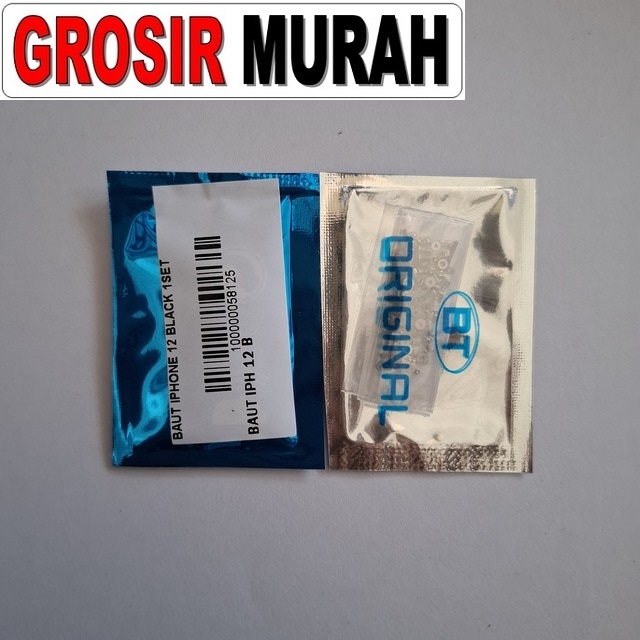 GROSIR MURAH
BAUT IPHONE 12 BLACK 1SET
100000058125
BAUT IPH 12 B
BT
ORIGINAL